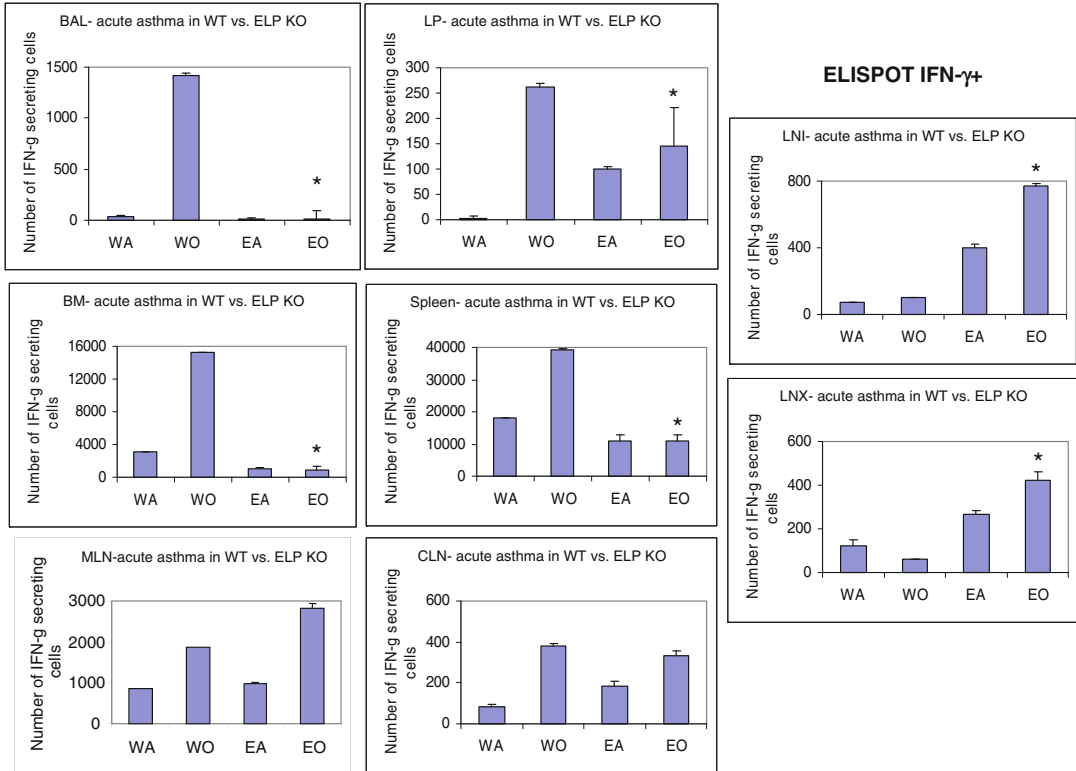 BAL- acute asthma in WT vs. ELP KO
Number of IFN-g secreting cells
1500
1000
500
0
*
WA WO EA EO
LP- acute asthma in WT vs. ELP KO
Number of IFN-g secreting cells
300
250
200
150
100
50
0
*
WA WO EA EO
ELISPOT IFN-γ+
LNI- acute asthma in WT vs. ELP KO
Number of IFN-g secreting
cells
800
400
0
*
WA WO EA EO
BM- acute asthma in WT vs. ELP KO
Number of IFN-g secreting
cells
16000
12000
8000
4000
0
*
WA WO EA EO
Spleen- acute asthma in WT vs. ELP KO
Number of IFN-g secreting
cells
40000
30000
20000
10000
0
*
WA WO EA EO
LNX- acute asthma in WT vs. ELP KO
Number of IFN-g secreting
cells
600
400
200
0
*
WA WO EA EO
MLN-acute asthma in WT vs. ELP KO
Number of IFN-g secreting
cells
3000
2000
1000
0
WA WO EA EO
CLN- acute asthma in WT vs. ELP KO
Number of IFN-g secreting
cells
600
400
200
0
WA WO EA EO